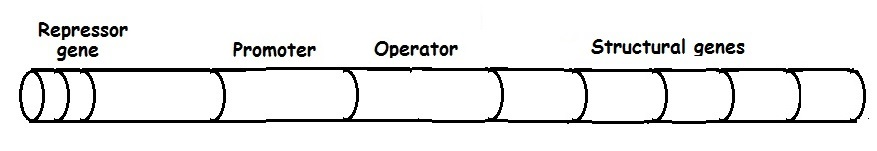 Repressor
gene
Promoter
Operator
Structural genes